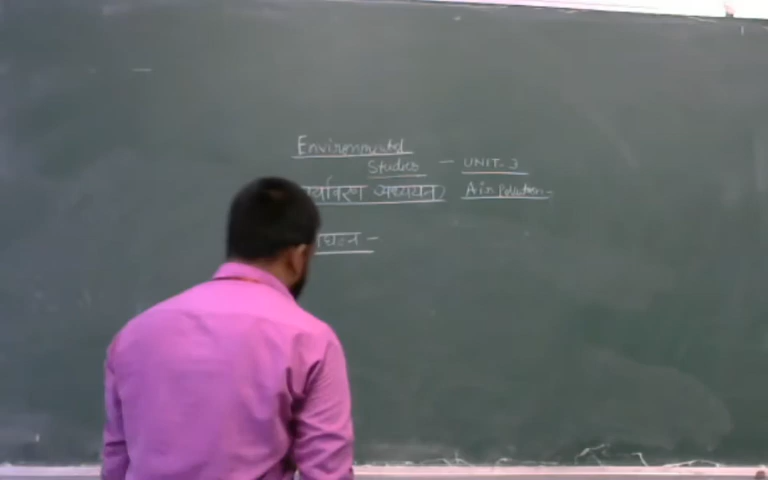 Environmental
Studies - UNIT-3
पर्यावरण अध्ययन Air Pollution -